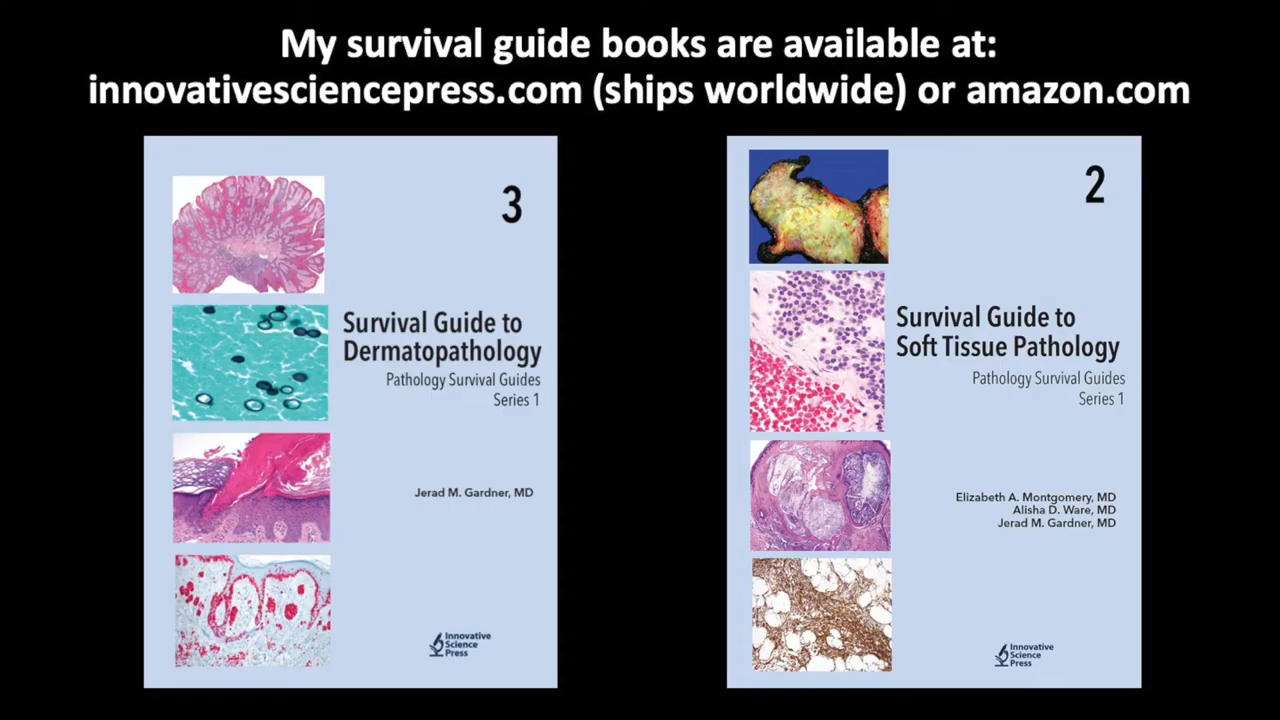 My survival guide books are available at:
innovativesciencepress.com (ships worldwide) or amazon.com
3
Survival Guide to
Dermatopathology
Pathology Survival Guides
Series 1
Jerad M. Gardner, MD
Innovative
Science
Press
2
Survival Guide to
Soft Tissue Pathology
Pathology Survival Guides
Series 1
Elizabeth A. Montgomery, MD
Alisha D. Ware, MD
Jerad M. Gardner, MD
Innovative
Science
Press